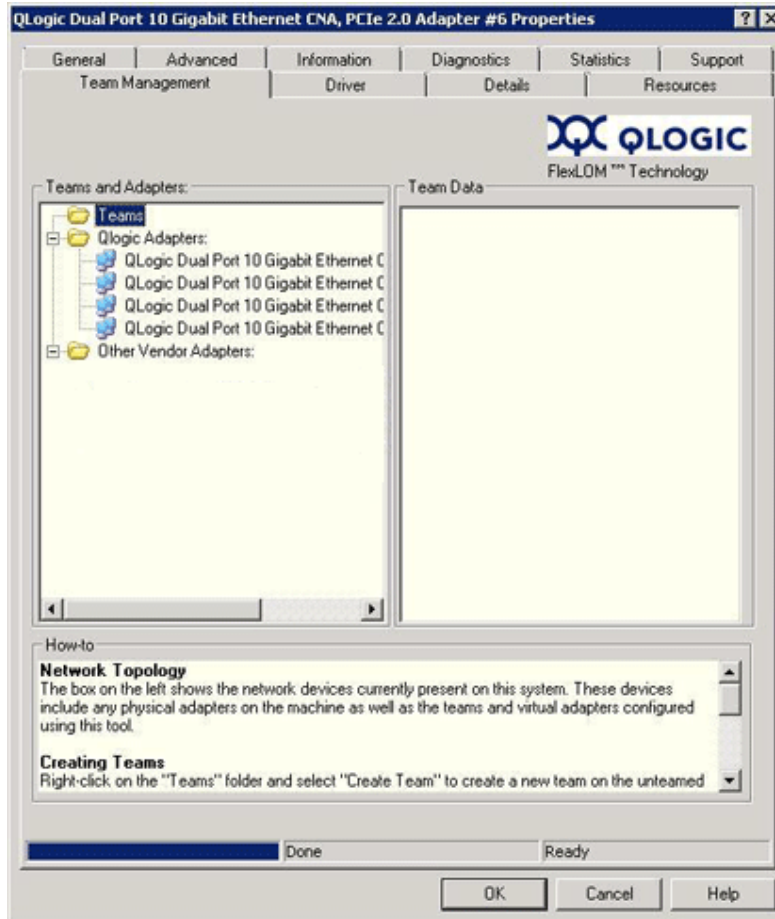 QLogic Dual Port 10 Gigabit Ethernet CNA, PCIe 2.0 Adapter #6 Properties
General
Advanced
Information
Diagnostics
Statistics
Support
Team Management
Driver
Details
Resources
QLOGIC
FlexLOM ™ Technology
Teams and Adapters:
Teams
Qlogic Adapters:
QLogic Dual Port 10 Gigabit Ethernet C
QLogic Dual Port 10 Gigabit Ethernet C
QLogic Dual Port 10 Gigabit Ethernet C
QLogic Dual Port 10 Gigabit Ethernet C
Other Vendor Adapters:
Team Data
How-to
Network Topology
The box on the left shows the network devices currently present on this system. These devices
include any physical adapters on the machine as well as the teams and virtual adapters configured
using this tool.
Creating Teams
Right-click on the "Teams" folder and select "Create Team" to create a new team on the unteamed
Done
Ready
OK
Cancel
Help